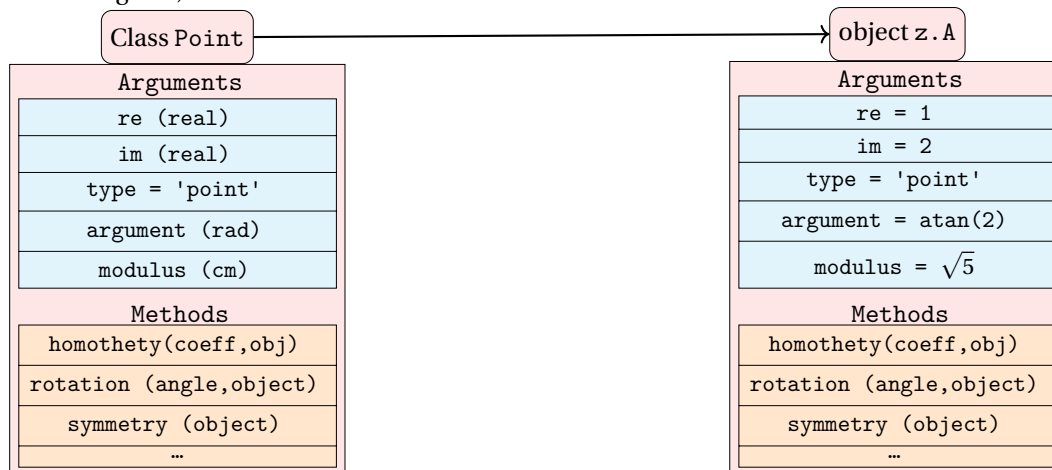 Class Point
object z.A
Arguments
re (real)
im (real)
type = 'point'
argument (rad)
modulus (cm)
Methods
homothety(coeff,obj)
rotation (angle,object)
symmetry (object)
…
Arguments
re = 1
im = 2
type = 'point'
argument = atan(2)
modulus = √5
Methods
homothety(coeff,obj)
rotation (angle,object)
symmetry (object)
…